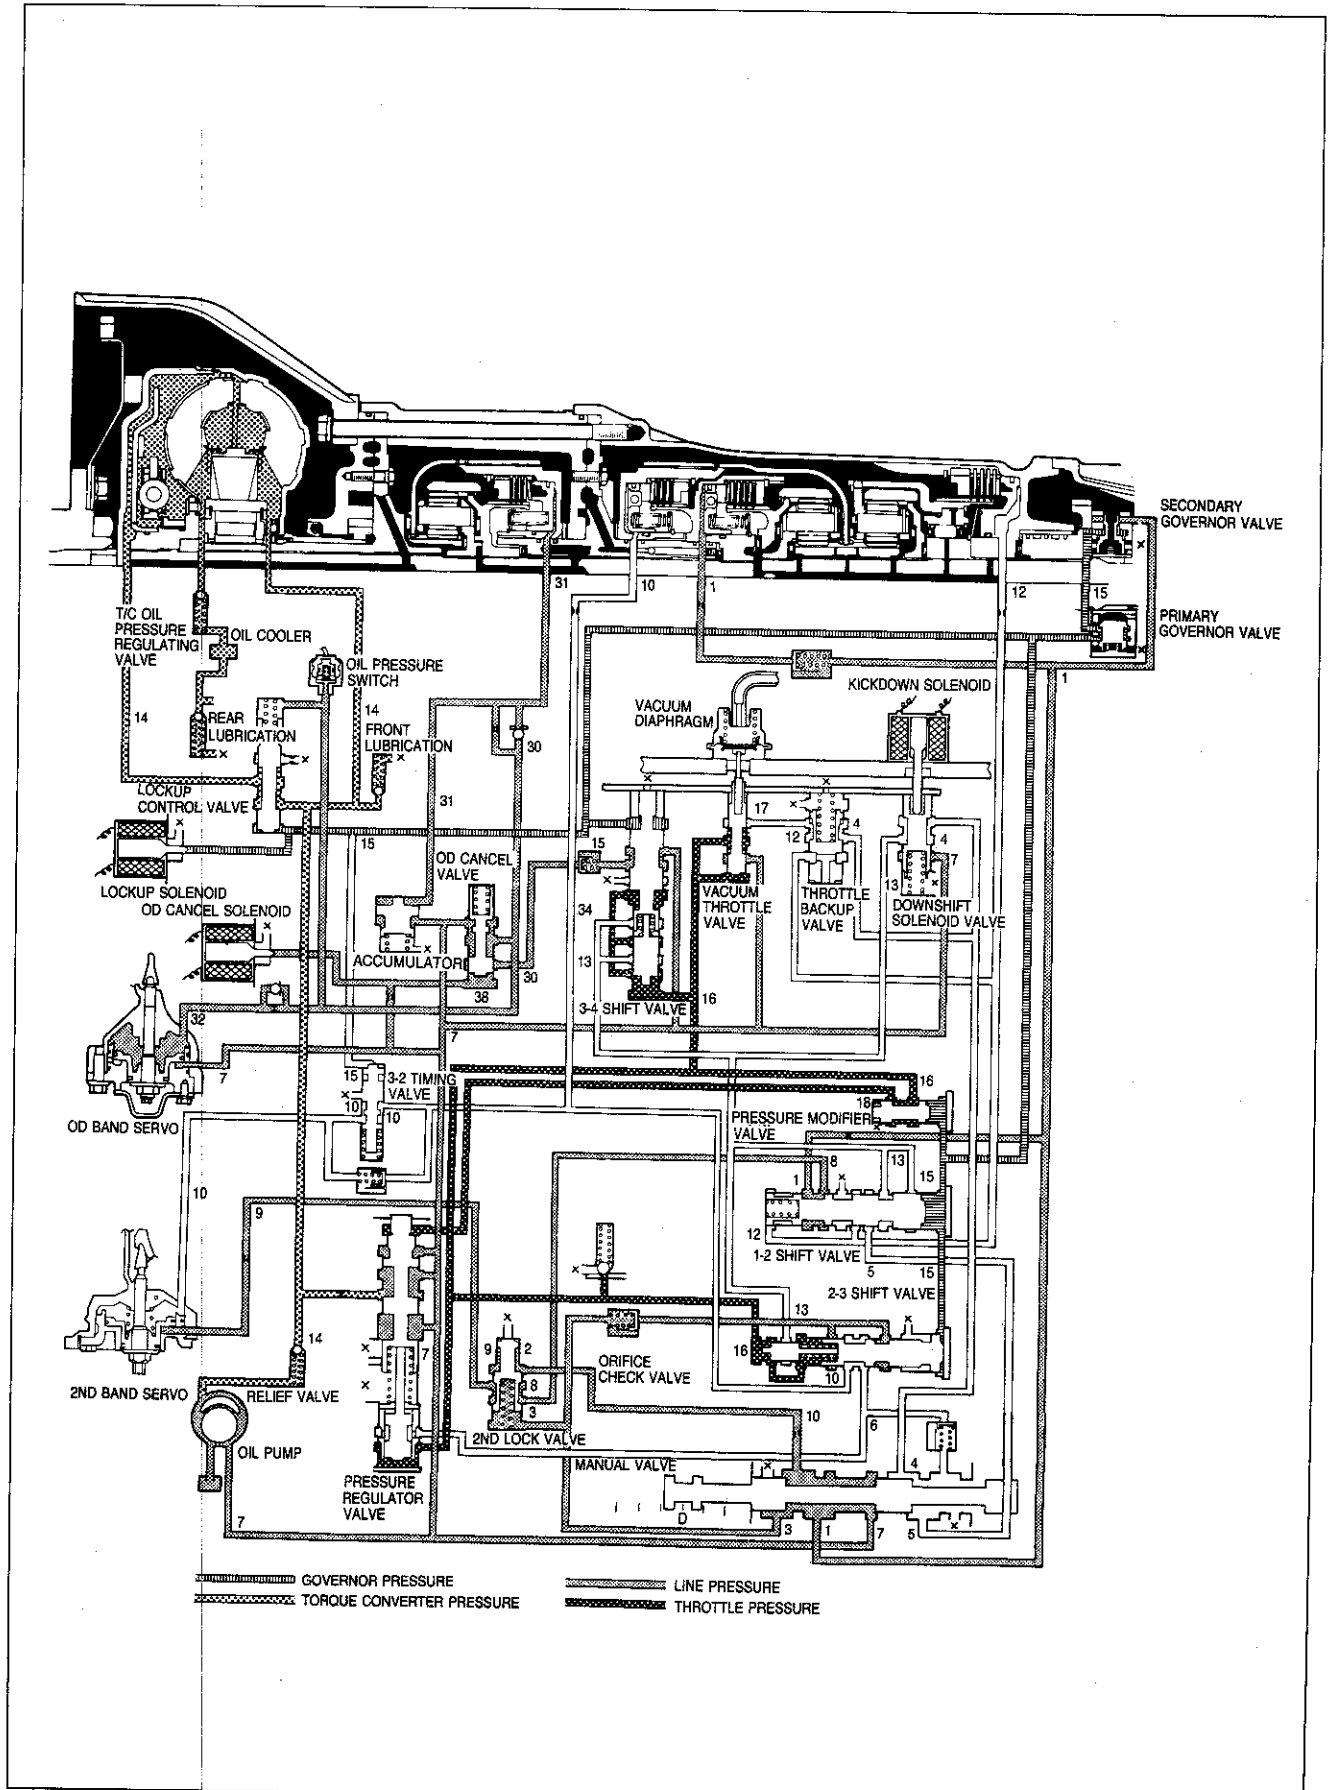 SECONDARY
GOVERNOR VALVE
31
10
1
12
15
T/C OIL
PRESSURE
REGULATING
VALVE
OIL COOLER
PRIMARY
GOVERNOR VALVE
OIL PRESSURE
SWITCH
1
KICKDOWN SOLENOID
VACUUM
DIAPHRAGM
14
REAR
LUBRICATION
14
FRONT
LUBRICATION
30
LOCKUP
CONTROL VALVE
31
17
12
4
4
15
OD CANCEL
VALVE
15
7
LOCKUP SOLENOID
VACUUM
THROTTLE
VALVE
THROTTLE
BACKUP
VALVE
13
DOWNSHIFT
SOLENOID VALVE
OD CANCEL SOLENOID
34
ACCUMULATOR
13
30
38
3-4 SHIFT VALVE
16
32
7
7
15
3-2 TIMING
VALVE
16
10
10
18
PRESSURE MODIFIER
VALVE
OD BAND SERVO
8
13
15
1
10
9
12
1-2 SHIFT VALVE
5
15
2-3 SHIFT VALVE
13
14
9
2
7
16
ORIFICE
CHECK VALVE
10
8
2ND BAND SERVO
RELIEF VALVE
3
10
6
2ND LOCK VALVE
OIL PUMP
MANUAL VALVE
4
PRESSURE
REGULATOR
VALVE
D
7
3
1
7
5
GOVERNOR PRESSURE
LINE PRESSURE
TORQUE CONVERTER PRESSURE
THROTTLE PRESSURE